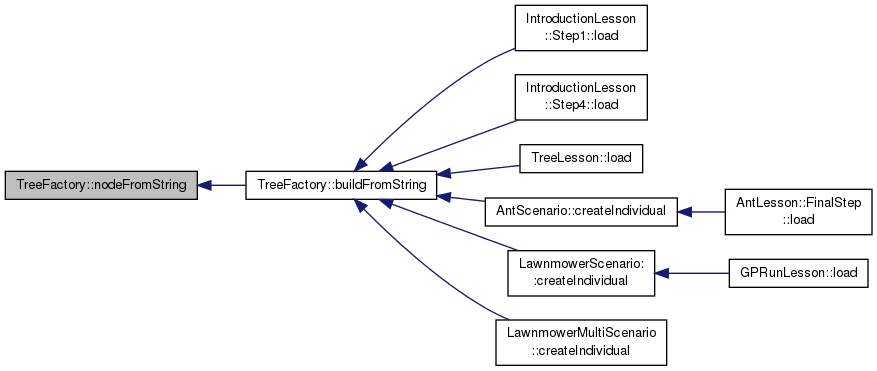 TreeFactory::nodeFromString
TreeFactory::buildFromString
IntroductionLesson
::Step1::load
IntroductionLesson
::Step4::load
TreeLesson::load
AntScenario::createIndividual
AntLesson::FinalStep
::load
LawnmowerScenario:
:createIndividual
GPRunLesson::load
LawnmowerMultiScenario
::createIndividual